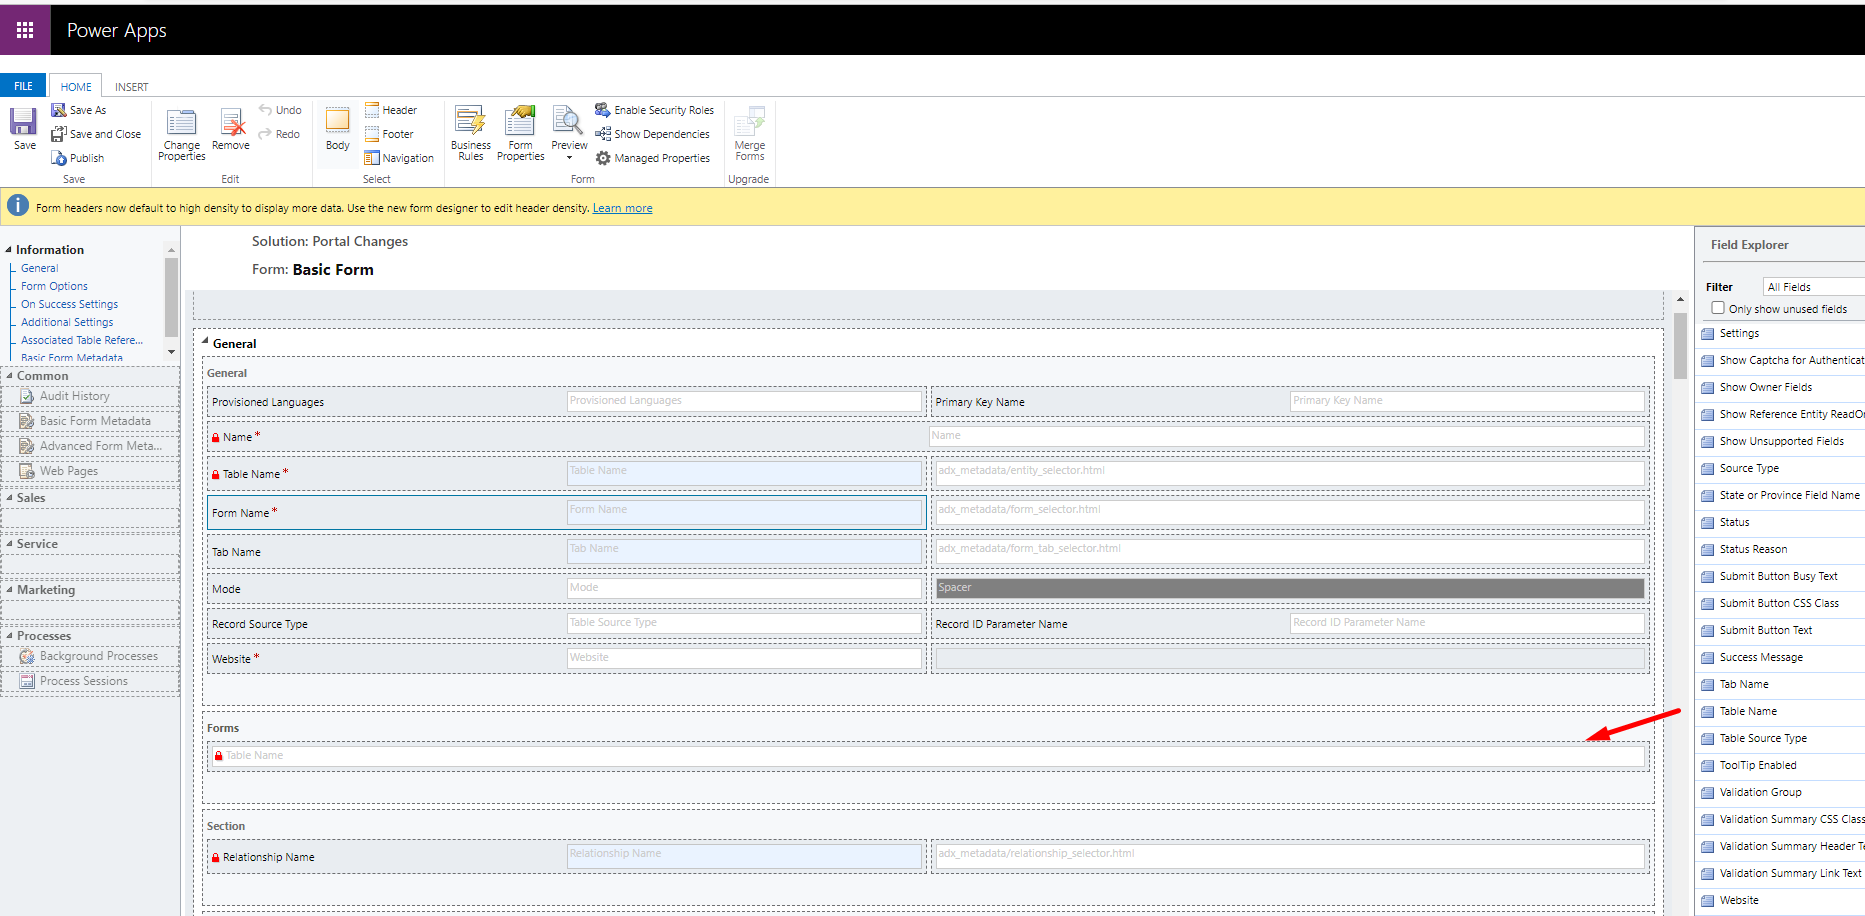 Power Apps
FILE
HOME
INSERT
Save
Save As
Save and Close
Publish
Save
Change Properties
Remove
Undo
Redo
Edit
Body
Header
Footer
Navigation
Select
Business Rules
Form Properties
Preview
Enable Security Roles
Show Dependencies
Managed Properties
Form
Merge Forms
Upgrade
Form headers now default to high density to display more data. Use the new form designer to edit header density. Learn more
Information
General
Form Options
On Success Settings
Additional Settings
Associated Table Refere...
Basic Form Metadata
Common
Audit History
Basic Form Metadata
Advanced Form Meta...
Web Pages
Sales
Service
Marketing
Processes
Background Processes
Process Sessions
Solution: Portal Changes
Form: Basic Form
General
General
Provisioned Languages Provisioned Languages Primary Key Name Primary Key Name
Name* Name
Table Name* Table Name adx_metadata/entity_selector.html
Form Name* Form Name adx_metadata/form_selector.html
Tab Name Tab Name adx_metadata/form_tab_selector.html
Mode Mode Spacer
Record Source Type Table Source Type Record ID Parameter Name Record ID Parameter Name
Website* Website
Forms
Table Name
Section
Relationship Name Relationship Name adx_metadata/relationship_selector.html
Field Explorer
Filter All Fields
Only show unused fields
Settings
Show Captcha for Authenticat
Show Owner Fields
Show Reference Entity ReadO
Show Unsupported Fields
Source Type
State or Province Field Name
Status
Status Reason
Submit Button Busy Text
Submit Button CSS Class
Submit Button Text
Success Message
Tab Name
Table Name
Table Source Type
ToolTip Enabled
Validation Group
Validation Summary CSS Class
Validation Summary Header Te
Validation Summary Link Text
Website